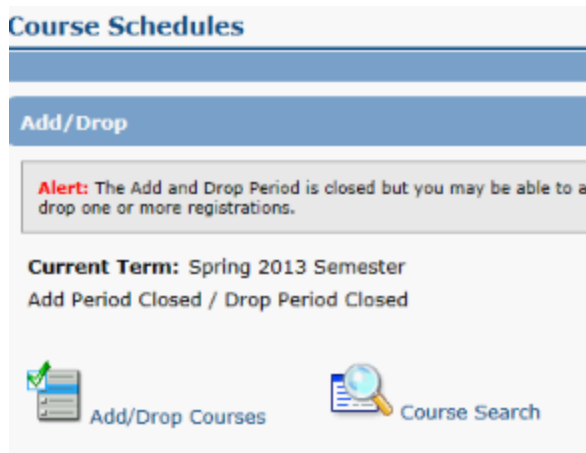 Course Schedules
Add/Drop
Alert: The Add and Drop Period is closed but you may be able to a
drop one or more registrations.
Current Term: Spring 2013 Semester
Add Period Closed / Drop Period Closed
Add/Drop Courses
Course Search